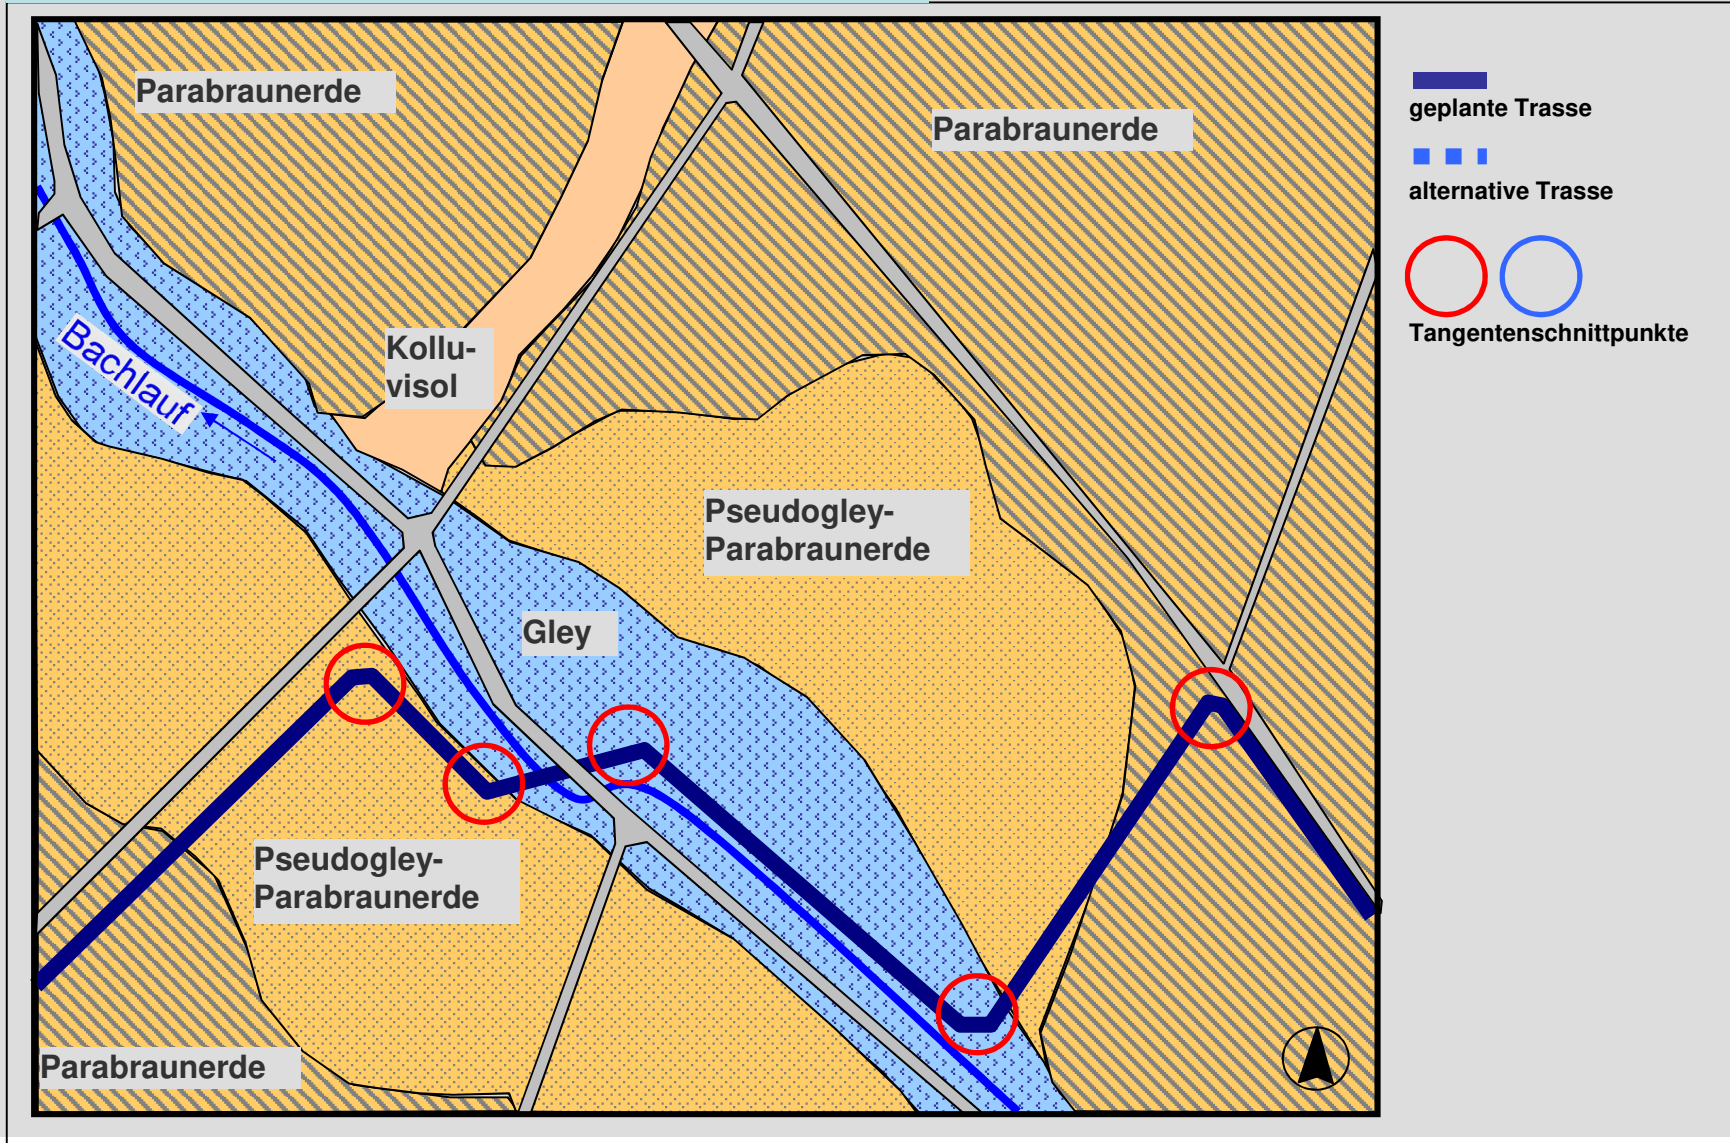 Parabraunerde
Parabraunerde
geplante Trasse
alternative Trasse
Tangentenschnittpunkte
Bachlauf
Kollu-
visol
Pseudogley-
Parabraunerde
Gley
Pseudogley-
Parabraunerde
Parabraunerde